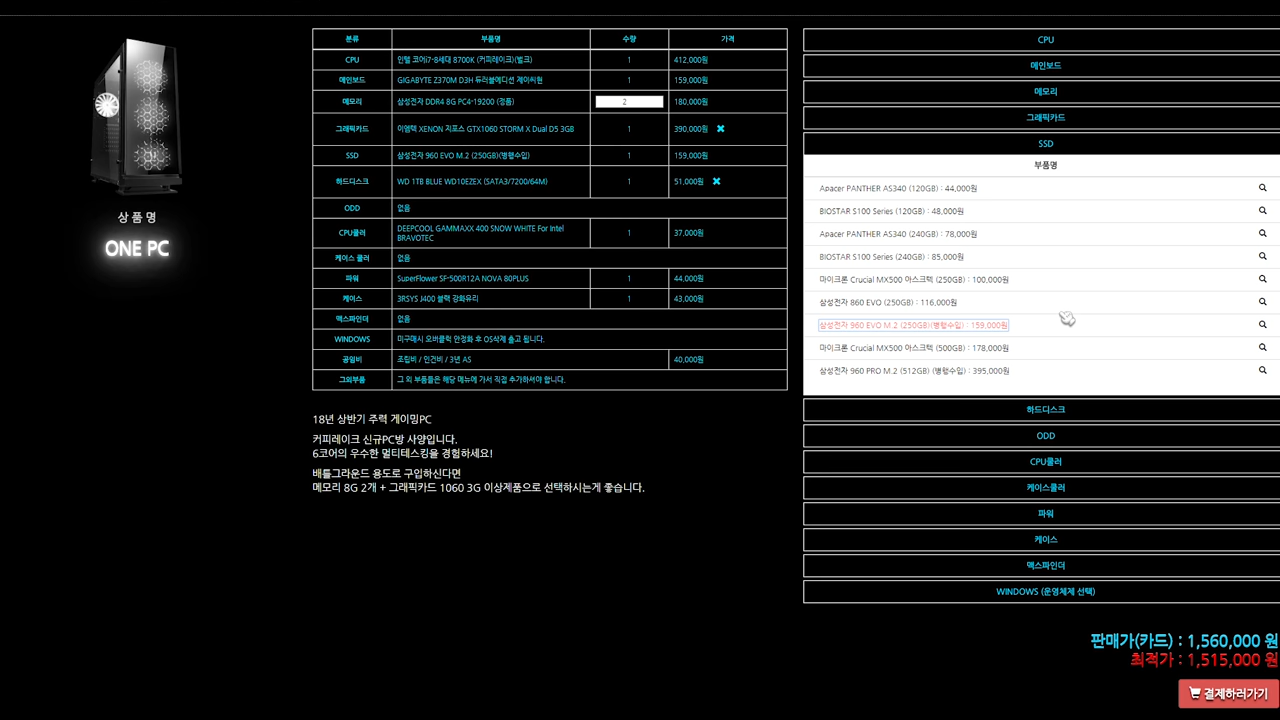 상 품 명
ONE PC
분류 부품명 수량 가격
CPU 인텔 코어i7-8세대 8700K (커피레이크)(벌크) 1 412,000원
메인보드 GIGABYTE Z370M D3H 듀러블에디션 제이씨현 1 159,000원
메모리 삼성전자 DDR4 8G PC4-19200 (정품) 2 180,000원
그래픽카드 이엠텍 XENON 지포스 GTX1060 STORM X Dual D5 3GB 1 390,000원 ✖
SSD 삼성전자 960 EVO M.2 (250GB)(병행수입) 1 159,000원
하드디스크 WD 1TB BLUE WD10EZEX (SATA3/7200/64M) 1 51,000원 ✖
ODD 없음
CPU쿨러 DEEPCOOL GAMMAXX 400 SNOW WHITE For Intel BRAVOTEC 1 37,000원
케이스 쿨러 없음
파워 SuperFlower SF-500R12A NOVA 80PLUS 1 44,000원
케이스 3RSYS J400 블랙 강화유리 1 43,000원
맥스파인더 없음
WINDOWS 미구매시 오버클럭 안정화 후 OS삭제 출고 됩니다.
공임비 조립비 / 인건비 / 3년 AS 40,000원
그외부품 그 외 부품들은 해당 메뉴에 가서 직접 추가하셔야 합니다.
18년 상반기 주력 게이밍PC
커피레이크 신규PC방 사양입니다.
6코어의 우수한 멀티테스킹을 경험하세요!
배틀그라운드 용도로 구입하신다면
메모리 8G 2개 + 그래픽카드 1060 3G 이상제품으로 선택하시는게 좋습니다.
CPU
메인보드
메모리
그래픽카드
SSD
부품명
Apacer PANTHER AS340 (120GB) : 44,000원
BIOSTAR S100 Series (120GB) : 48,000원
Apacer PANTHER AS340 (240GB) : 78,000원
BIOSTAR S100 Series (240GB) : 85,000원
마이크론 Crucial MX500 아스크텍 (250GB) : 100,000원
삼성전자 860 EVO (250GB) : 116,000원
삼성전자 960 EVO M.2 (250GB)(병행수입) : 159,000원
마이크론 Crucial MX500 아스크텍 (500GB) : 178,000원
삼성전자 960 PRO M.2 (512GB) (병행수입) : 395,000원
하드디스크
ODD
CPU쿨러
케이스쿨러
파워
케이스
맥스파인더
WINDOWS (운영체제 선택)
판매가(카드) : 1,560,000 원
최적가 : 1,515,000 원
결제하러가기